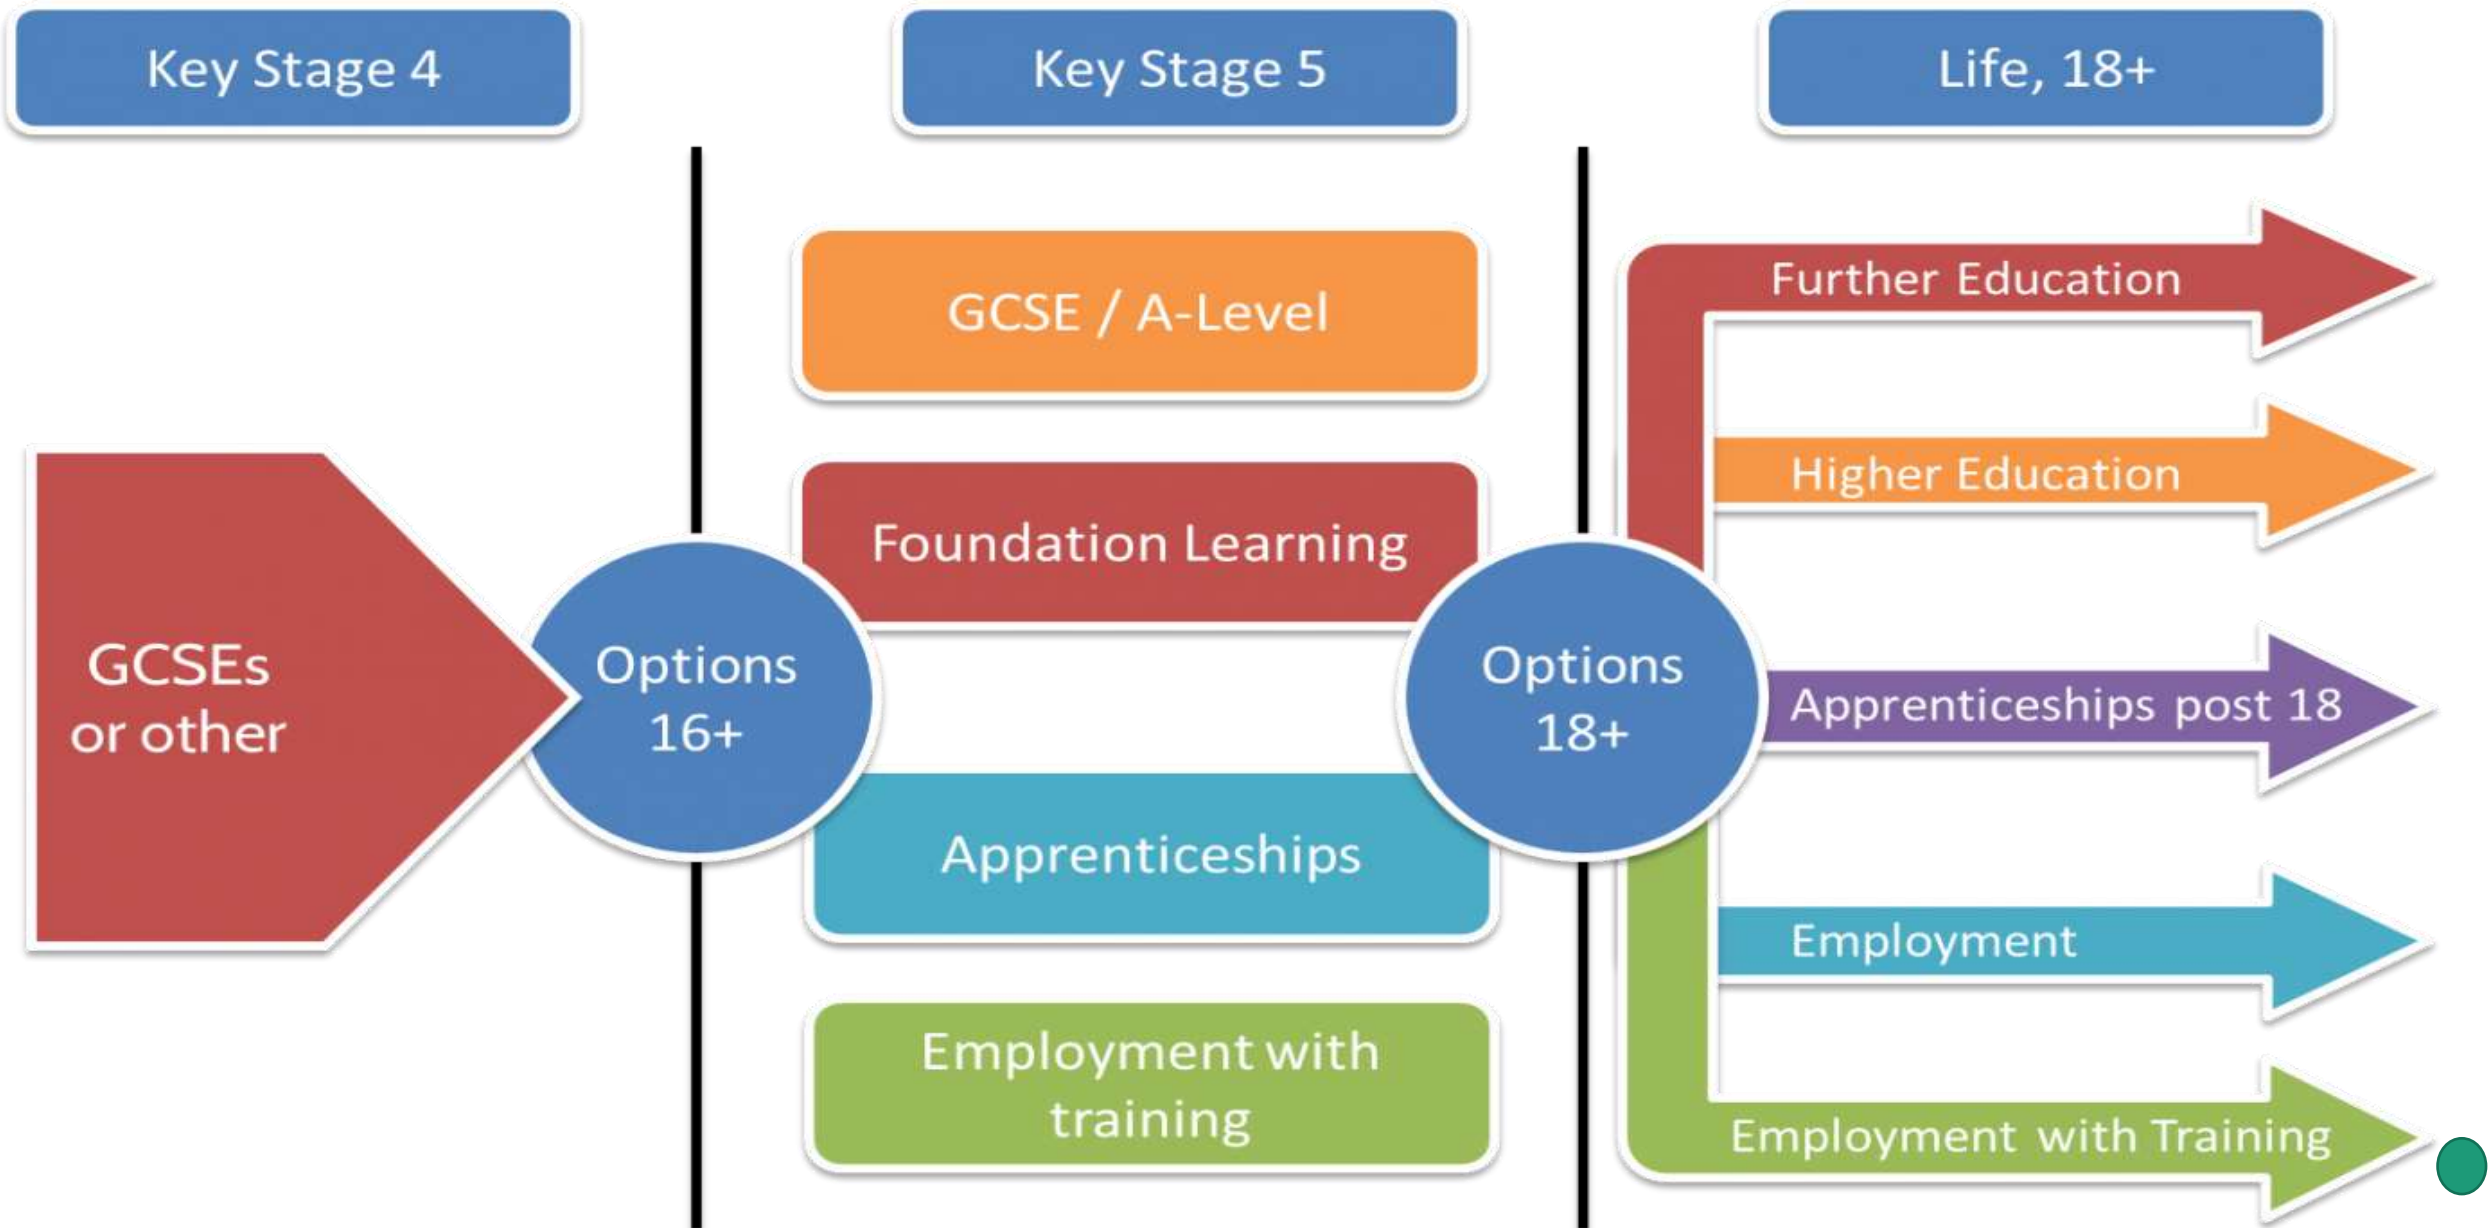 Key Stage 4
Key Stage 5
Life, 18+
GCSEs
or other
Options
16+
GCSE / A-Level
Foundation Learning
Apprenticeships
Employment with
training
Options
18+
Further Education
Higher Education
Apprenticeships post 18
Employment
Employment with Training